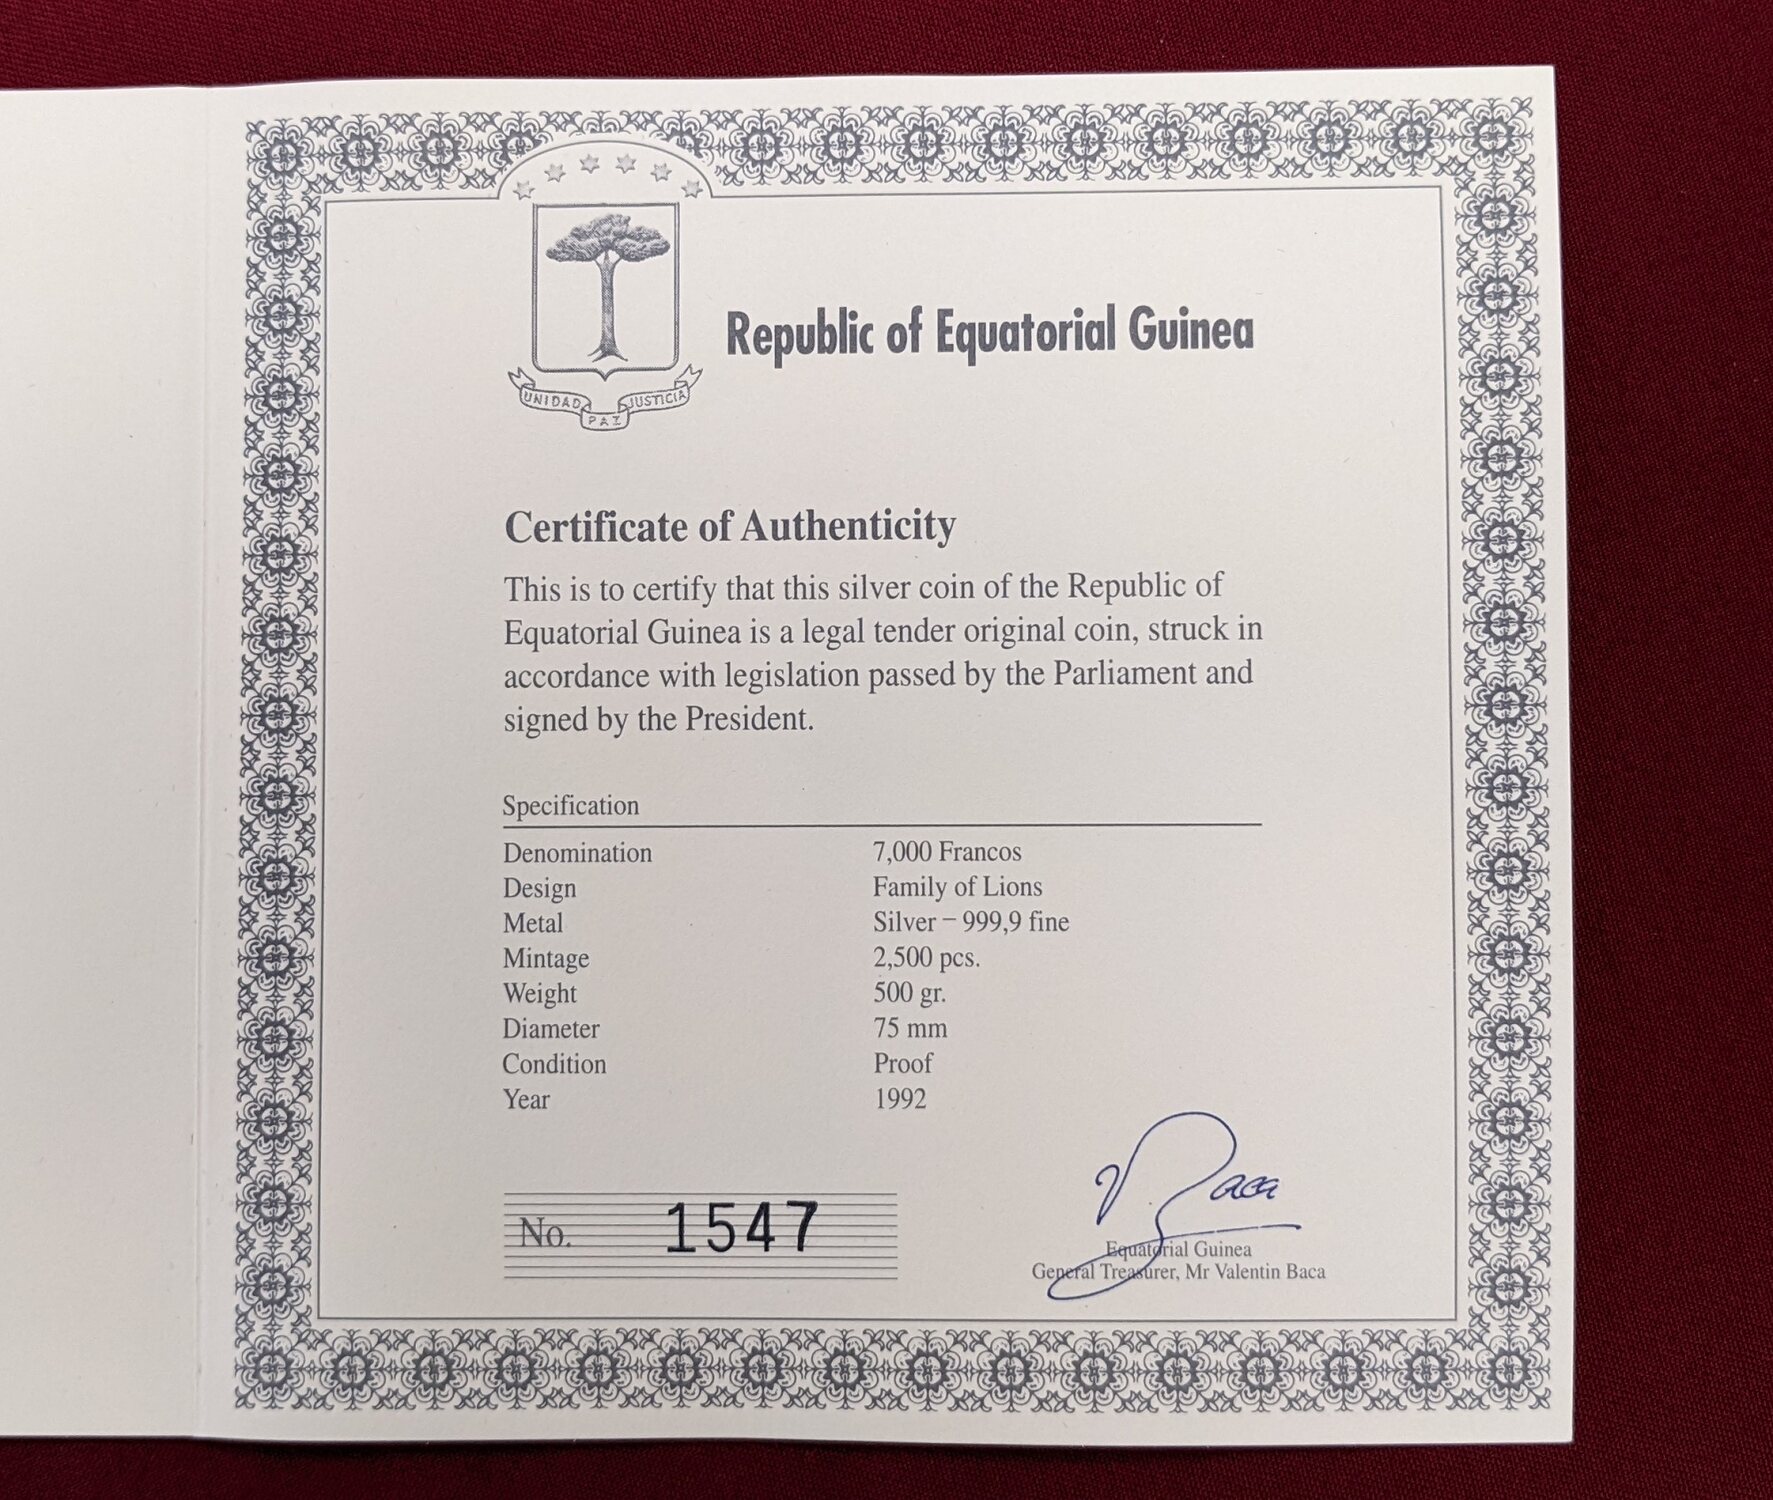 UNIDAD PAZ JUSTICIA
Republic of Equatorial Guinea
Certificate of Authenticity
This is to certify that this silver coin of the Republic of
Equatorial Guinea is a legal tender original coin, struck in
accordance with legislation passed by the Parliament and
signed by the President.
Specification
Denomination 7,000 Francos
Design Family of Lions
Metal Silver – 999,9 fine
Mintage 2,500 pcs.
Weight 500 gr.
Diameter 75 mm
Condition Proof
Year 1992
No. 1547
V. Baca
Equatorial Guinea
General Treasurer, Mr Valentin Baca